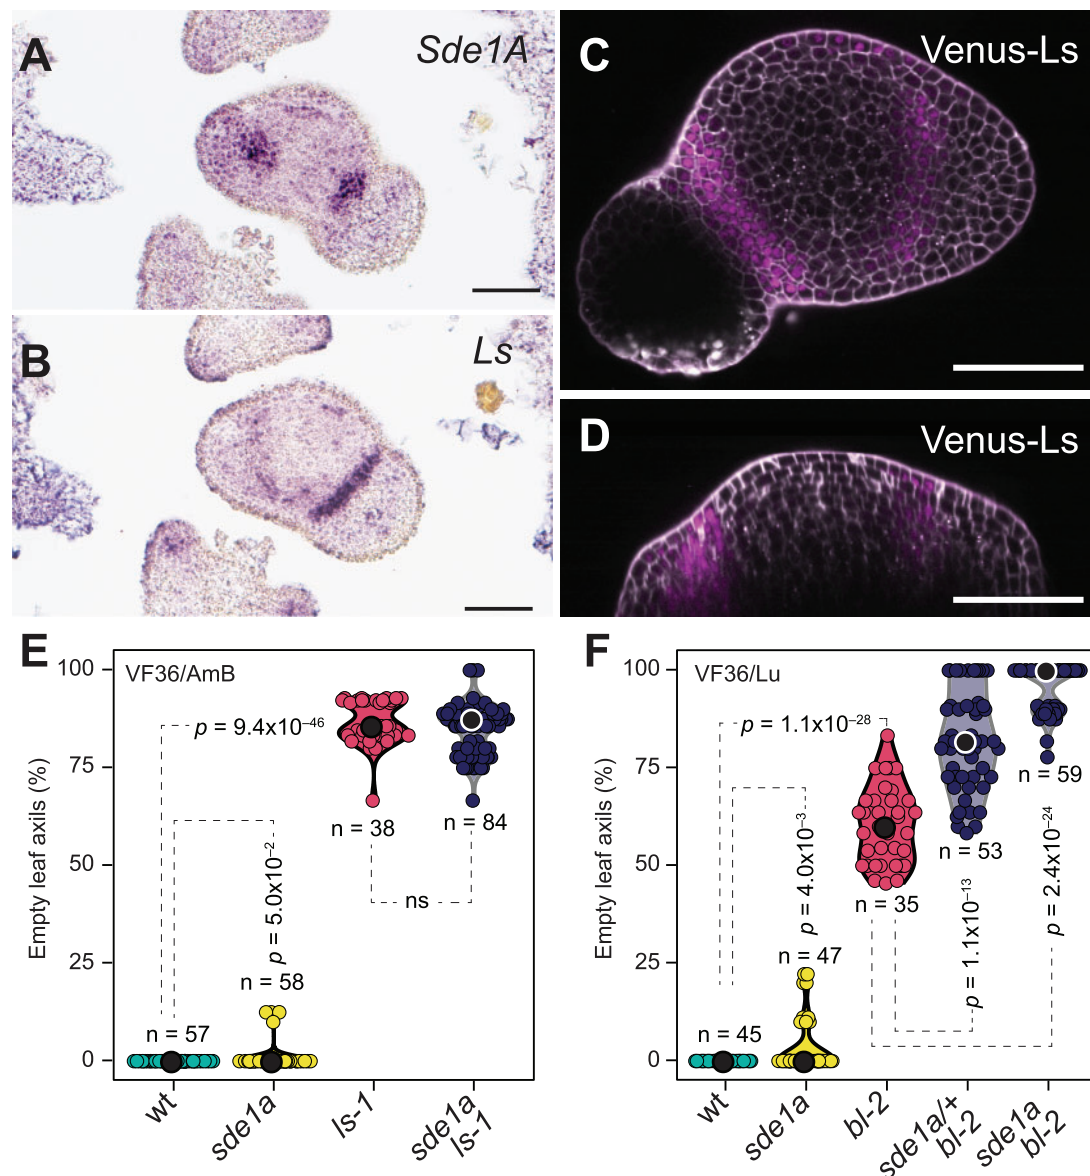 A
Sde1A
B
Ls
C
Venus-Ls
D
Venus-Ls
E
VF36/AmB
Empty leaf axils (%)
100
75
50
25
0
p = 9.4x10⁻⁴⁶
p = 5.0x10⁻²
n = 57
n = 58
n = 38
n = 84
ns
wt
sde1a
ls-1
sde1a
ls-1
F
VF36/Lu
Empty leaf axils (%)
100
75
50
25
0
p = 1.1x10⁻²⁸
p = 4.0x10⁻³
n = 45
n = 47
n = 35
n = 53
n = 59
p = 1.1x10⁻¹³
p = 2.4x10⁻²⁴
wt
sde1a
bl-2
sde1a/+
bl-2
sde1a
bl-2